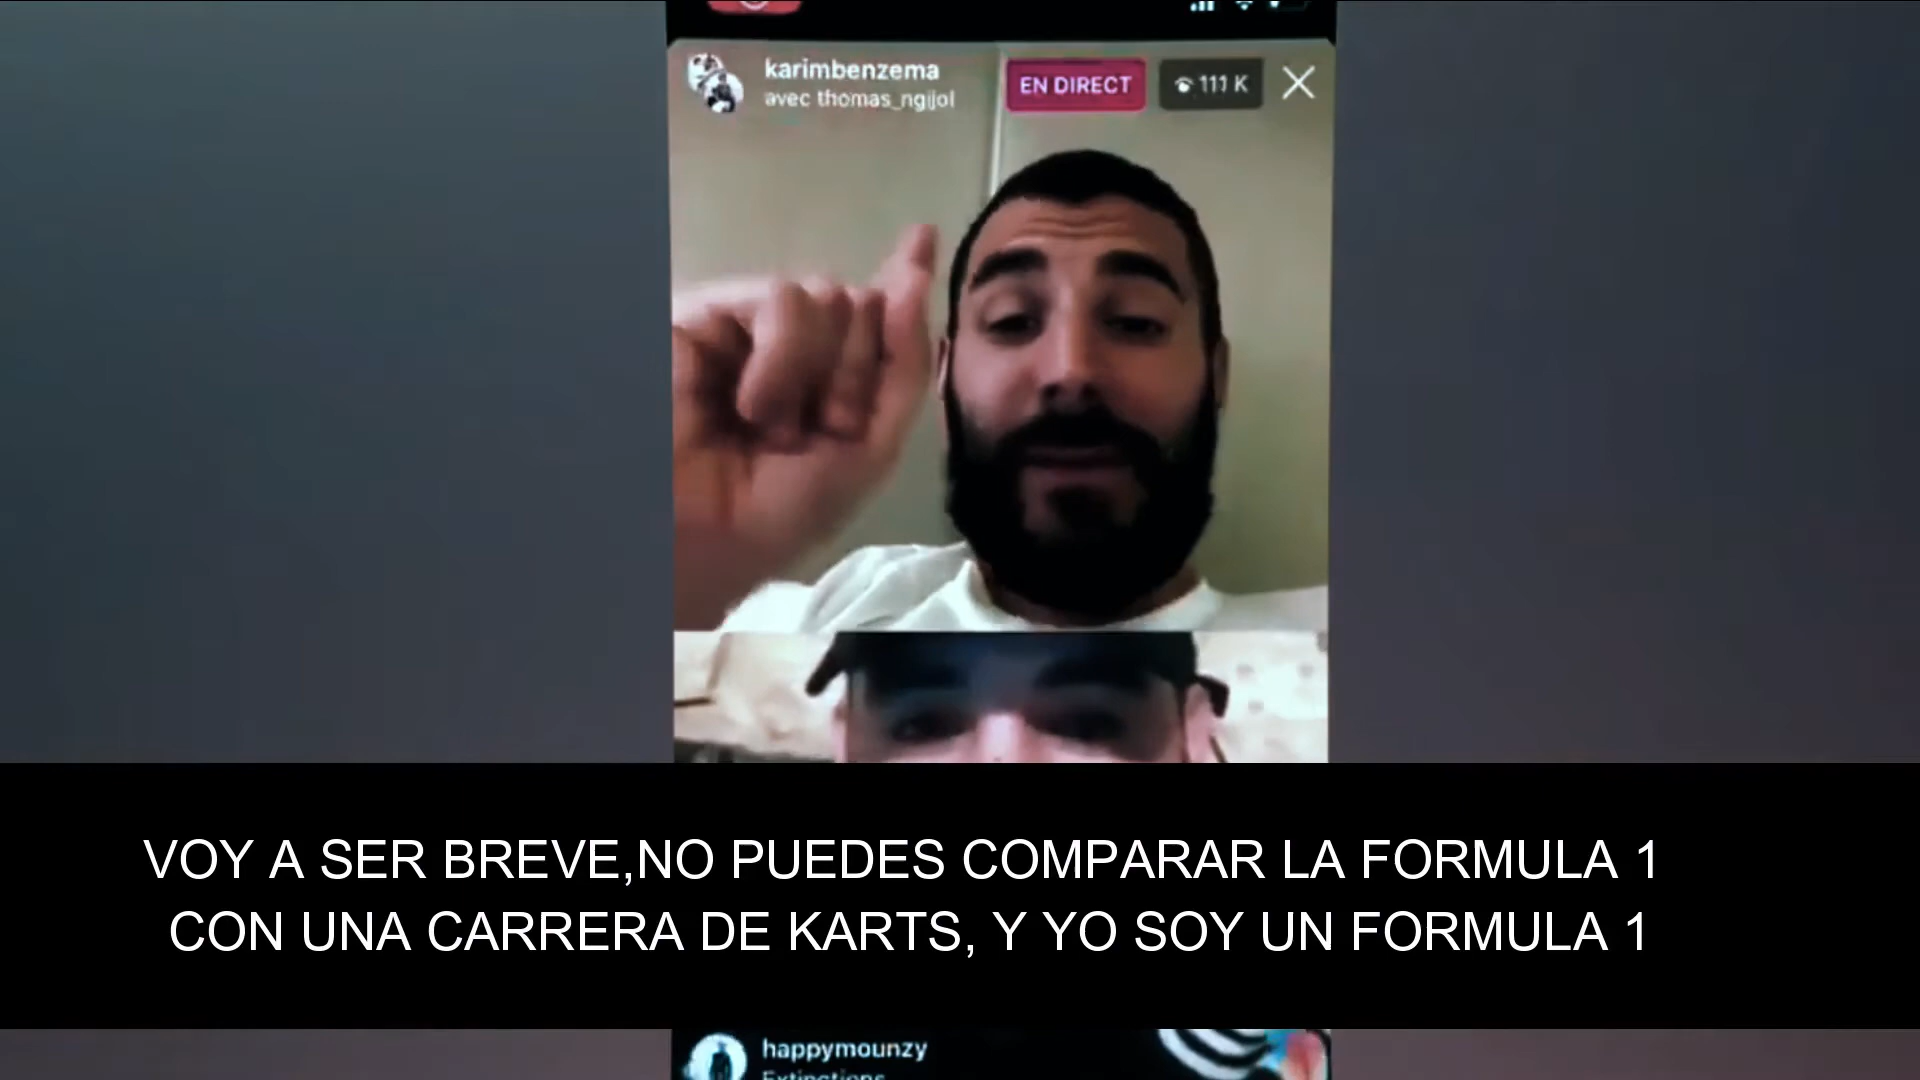 karimbenzema
avec thomas_ngijol
EN DIRECT
111 K
VOY A SER BREVE,NO PUEDES COMPARAR LA FORMULA 1
CON UNA CARRERA DE KARTS, Y YO SOY UN FORMULA 1
happymounzy
Extinctions